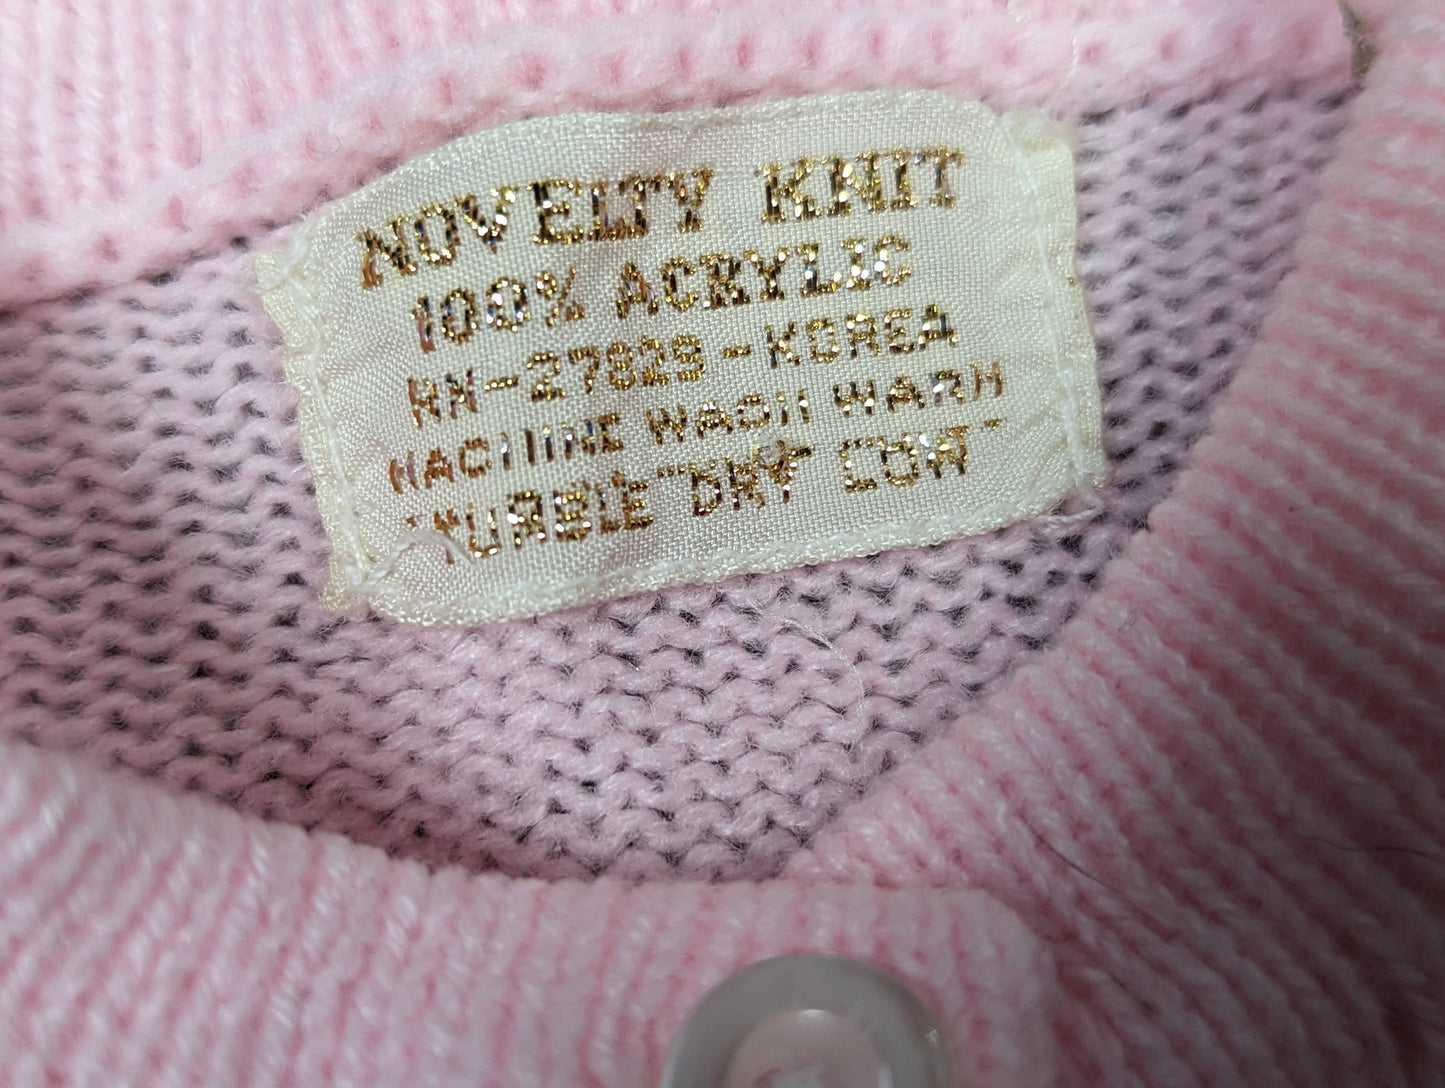 NOVELTY KNIT
100% ACRYLIC
RN-27829-KOREA
MACHINE WASH WARM
TUMBLE DRY LOW